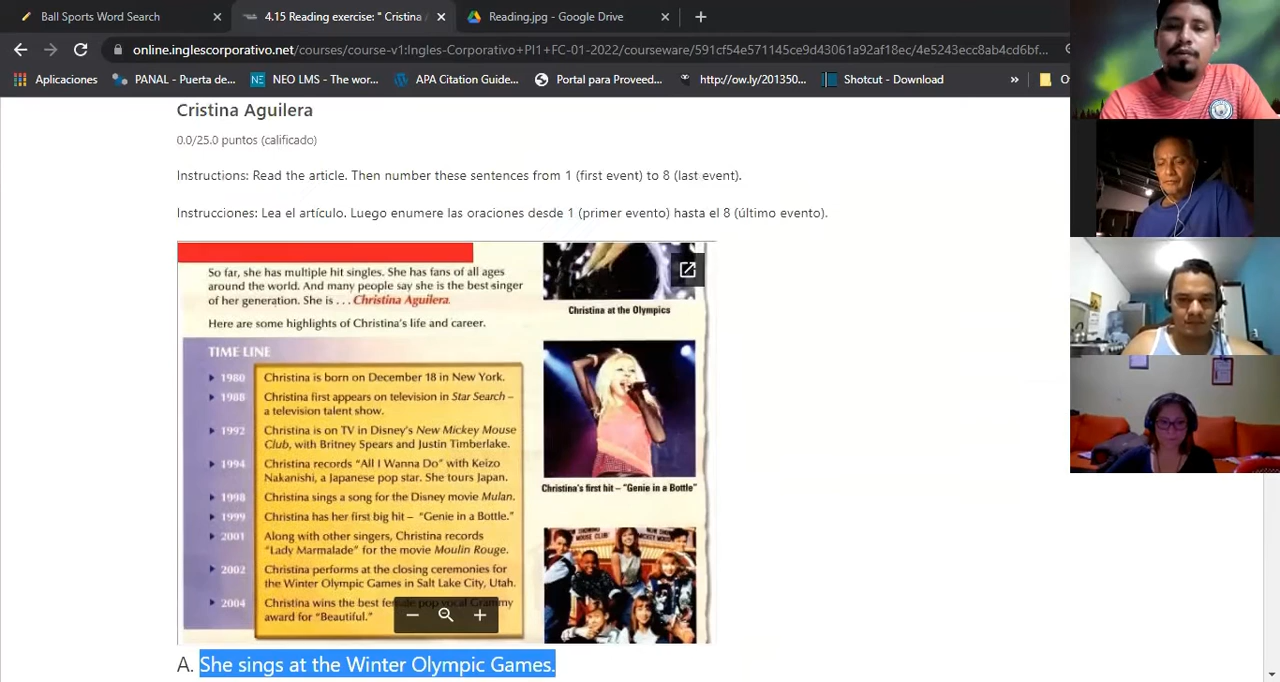 Ball Sports Word Search
4.15 Reading exercise: " Cristina
Reading.jpg - Google Drive
online.inglescorporativo.net/courses/course-v1:Ingles-Corporativo+PI1+FC-01-2022/courseware/591cf54e571145ce9d43061a92af18ec/4e5243ecc8ab4cd6bf...
Aplicaciones
PANAL - Puerta de...
NEO LMS - The wor...
APA Citation Guide...
Portal para Proveed...
http://ow.ly/201350...
Shotcut - Download
»
Cristina Aguilera
0.0/25.0 puntos (calificado)
Instructions: Read the article. Then number these sentences from 1 (first event) to 8 (last event).
Instrucciones: Lea el artículo. Luego enumere las oraciones desde 1 (primer evento) hasta el 8 (último evento).
So far, she has multiple hit singles. She has fans of all ages
around the world. And many people say she is the best singer
of her generation. She is . . . Christina Aguilera.
Here are some highlights of Christina's life and career.
TIME LINE
1980 Christina is born on December 18 in New York.
1988 Christina first appears on television in Star Search –
a television talent show.
1992 Christina is on TV in Disney's New Mickey Mouse
Club, with Britney Spears and Justin Timberlake.
1994 Christina records "All I Wanna Do" with Keizo
Nakanishi, a Japanese pop star. She tours Japan.
1998 Christina sings a song for the Disney movie Mulan.
1999 Christina has her first big hit – "Genie in a Bottle."
2001 Along with other singers, Christina records
"Lady Marmalade" for the movie Moulin Rouge.
2002 Christina performs at the closing ceremonies for
the Winter Olympic Games in Salt Lake City, Utah.
2004 Christina wins the best female pop vocal Grammy
award for "Beautiful."
Christina at the Olympics
Christina's first hit – "Genie in a Bottle"
A. She sings at the Winter Olympic Games.